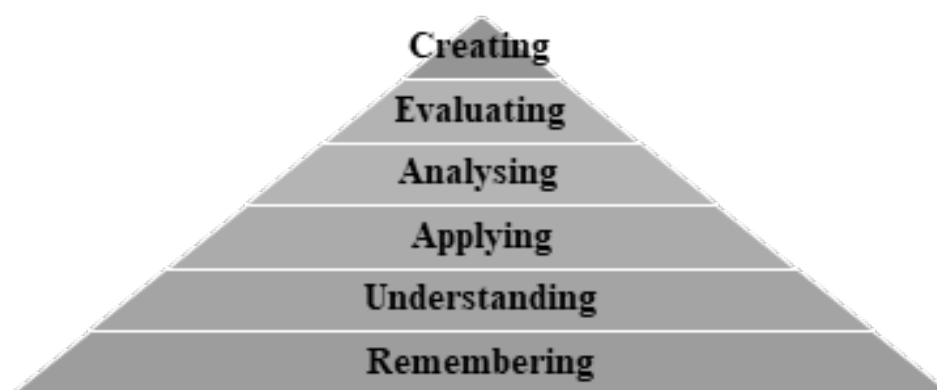 Creating
Evaluating
Analysing
Applying
Understanding
Remembering